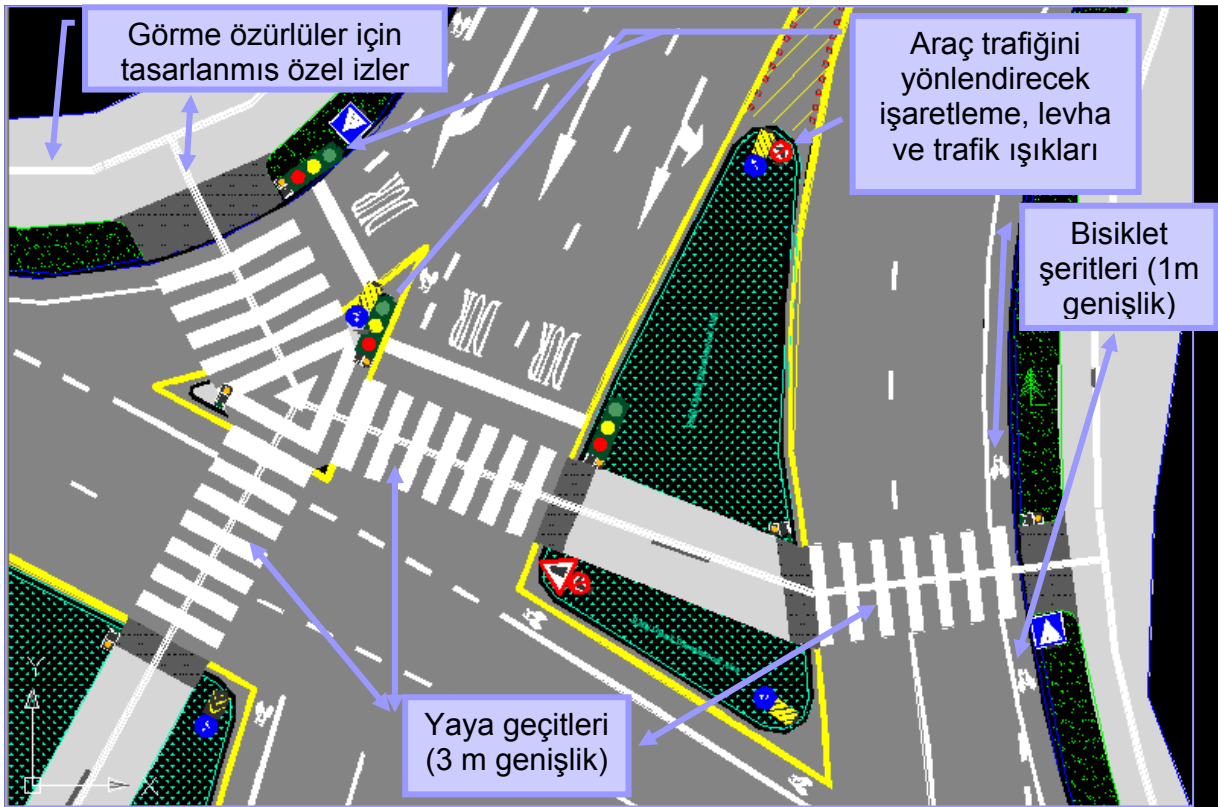 Görme özürlüler için
tasarlanmıs özel izler
Araç trafiğini
yönlendirecek
işaretleme, levha
ve trafik ışıkları
Bisiklet
şeritleri (1m
genişlik)
DUR
DUR
DUR
Yaya geçitleri
(3 m genişlik)
Y
X